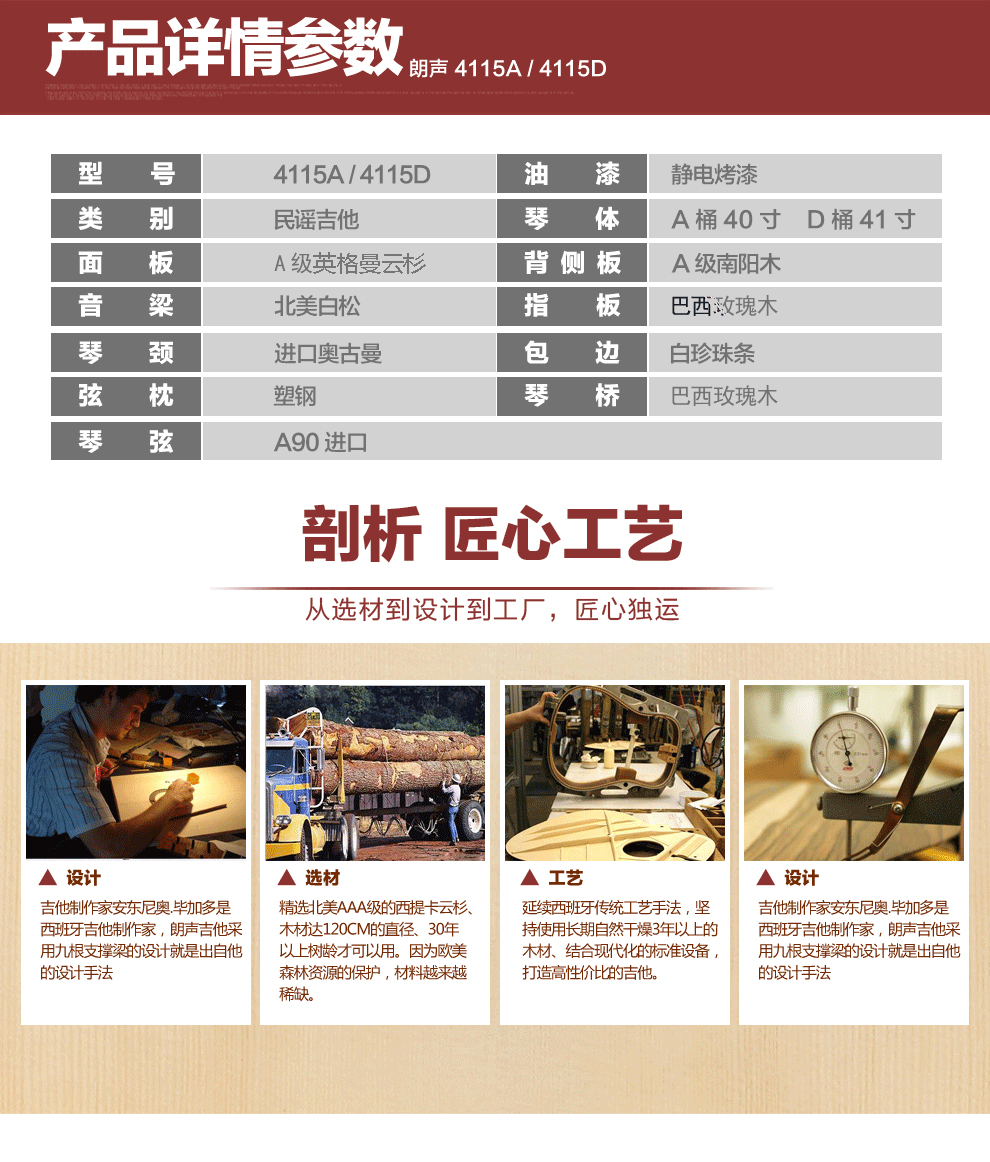 产品详情参数 朗声 4115A / 4115D
型 号 4115A / 4115D 油 漆 静电烤漆
类 别 民谣吉他 琴 体 A 桶 40 寸 D 桶 41 寸
面 板 A 级英格曼云杉 背 侧 板 A 级南阳木
音 梁 北美白松 指 板 巴西玫瑰木
琴 颈 进口奥古曼 包 边 白珍珠条
弦 枕 塑钢 琴 桥 巴西玫瑰木
琴 弦 A90 进口
剖析 匠心工艺
从选材到设计到工厂，匠心独运
▲ 设计
吉他制作家安东尼奥.毕加多是
西班牙吉他制作家，朗声吉他采
用九根支撑梁的设计就是出自他
的设计手法
▲ 选材
精选北美AAA级的西提卡云杉、
木材达120CM的直径、30年
以上树龄才可以用。因为欧美
森林资源的保护，材料越来越
稀缺。
▲ 工艺
延续西班牙传统工艺手法，坚
持使用长期自然干燥3年以上的
木材、结合现代化的标准设备，
打造高性价比的吉他。
▲ 设计
吉他制作家安东尼奥.毕加多是
西班牙吉他制作家，朗声吉他采
用九根支撑梁的设计就是出自他
的设计手法